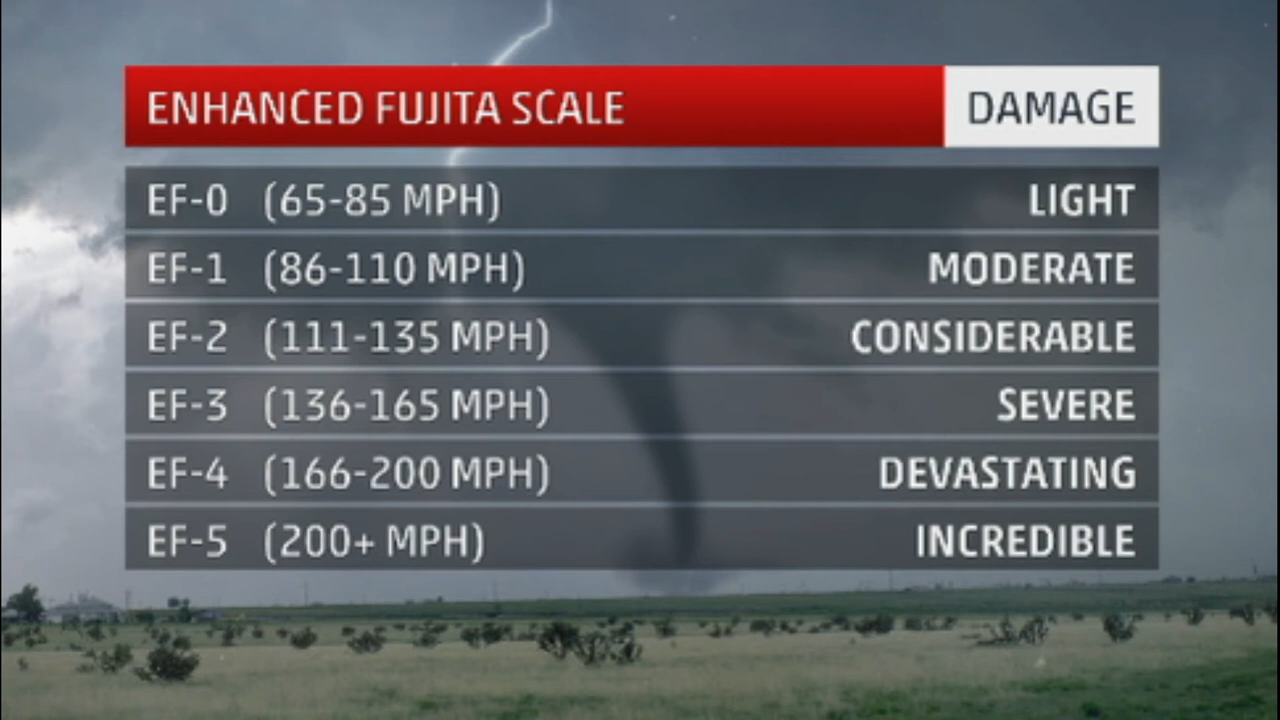 ENHANCED FUJITA SCALE DAMAGE
EF-0 (65-85 MPH) LIGHT
EF-1 (86-110 MPH) MODERATE
EF-2 (111-135 MPH) CONSIDERABLE
EF-3 (136-165 MPH) SEVERE
EF-4 (166-200 MPH) DEVASTATING
EF-5 (200+ MPH) INCREDIBLE